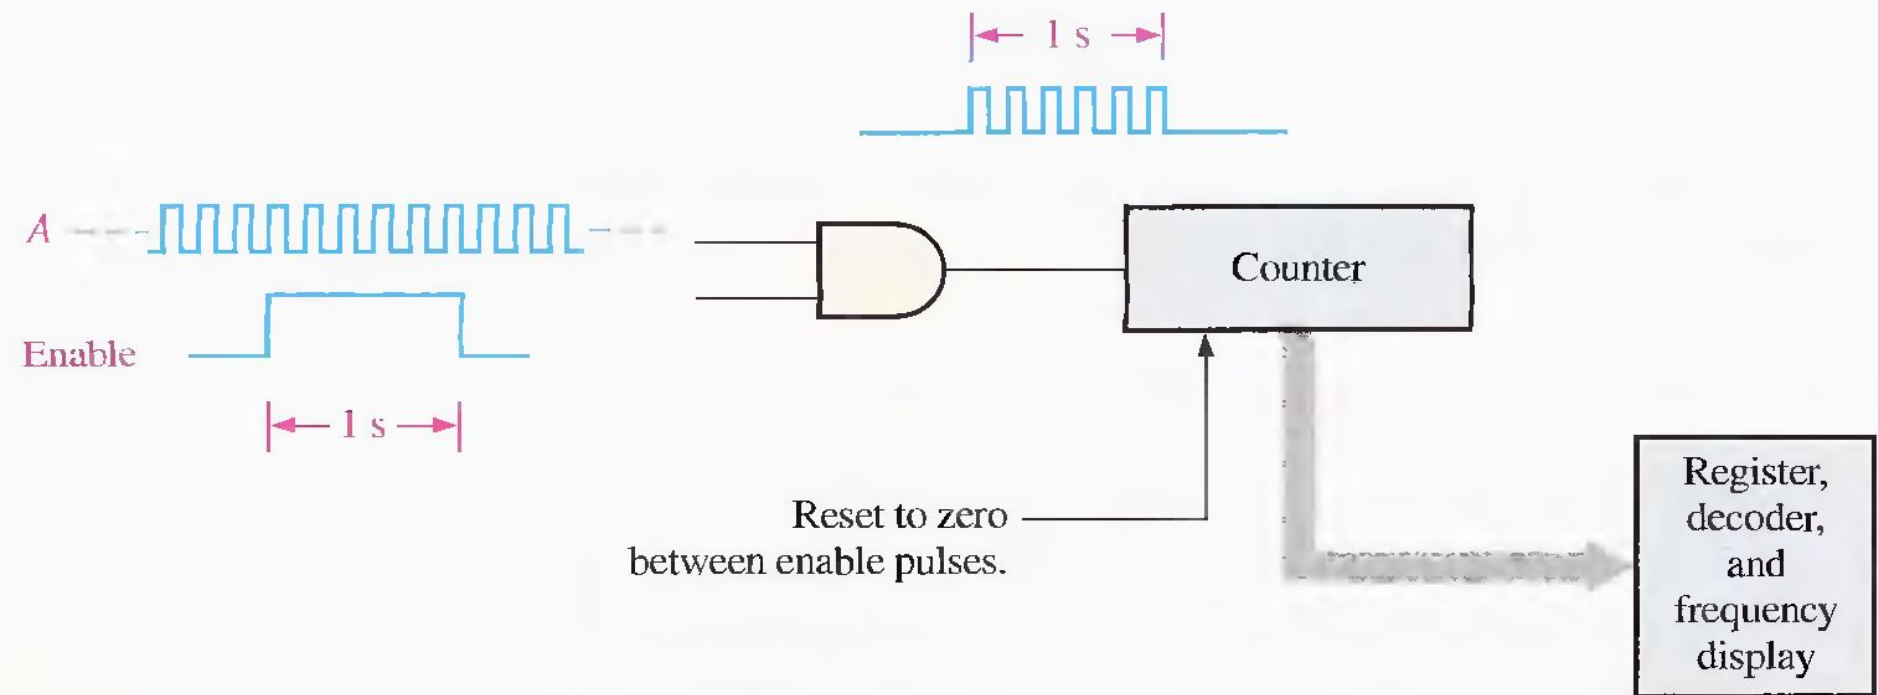 1 s
A
Enable
1 s
Counter
Reset to zero
between enable pulses.
Register,
decoder,
and
frequency
display